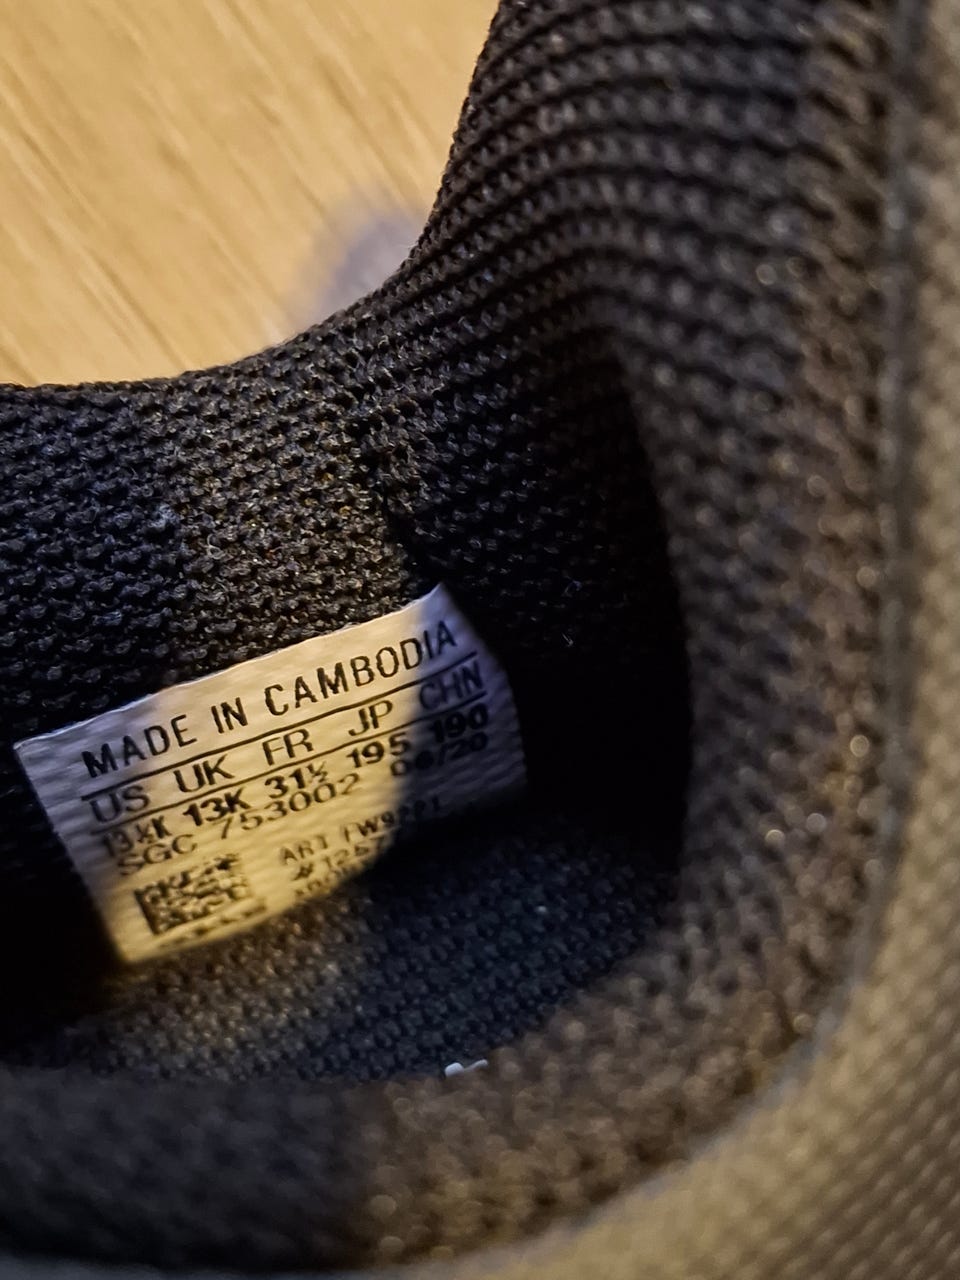 MADE IN CAMBODIA
US UK FR JP CHN
13½K 13K 31½ 195 190
SGC 753002 06/20
ART